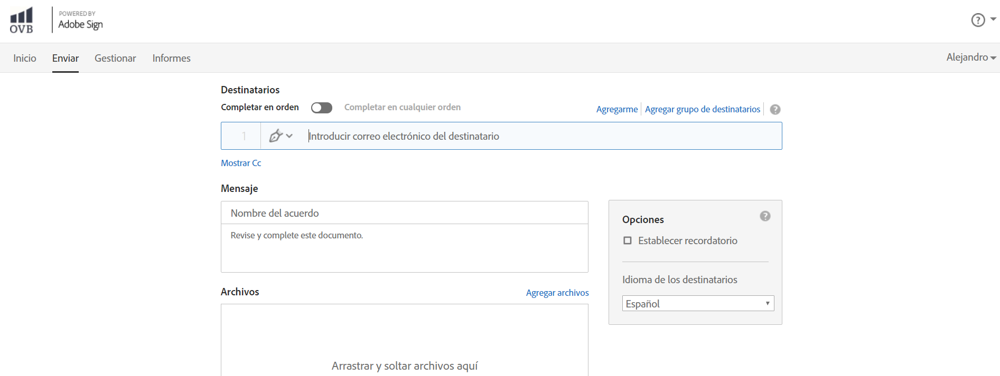 OVB
POWERED BY
Adobe Sign
?
Inicio Enviar Gestionar Informes Alejandro
Destinatarios
Completar en orden Completar en cualquier orden Agregarme Agregar grupo de destinatarios ?
1 Introducir correo electrónico del destinatario
Mostrar Cc
Mensaje
Nombre del acuerdo
Revise y complete este documento.
Opciones ?
Establecer recordatorio
Idioma de los destinatarios
Español
Archivos Agregar archivos
Arrastrar y soltar archivos aquí